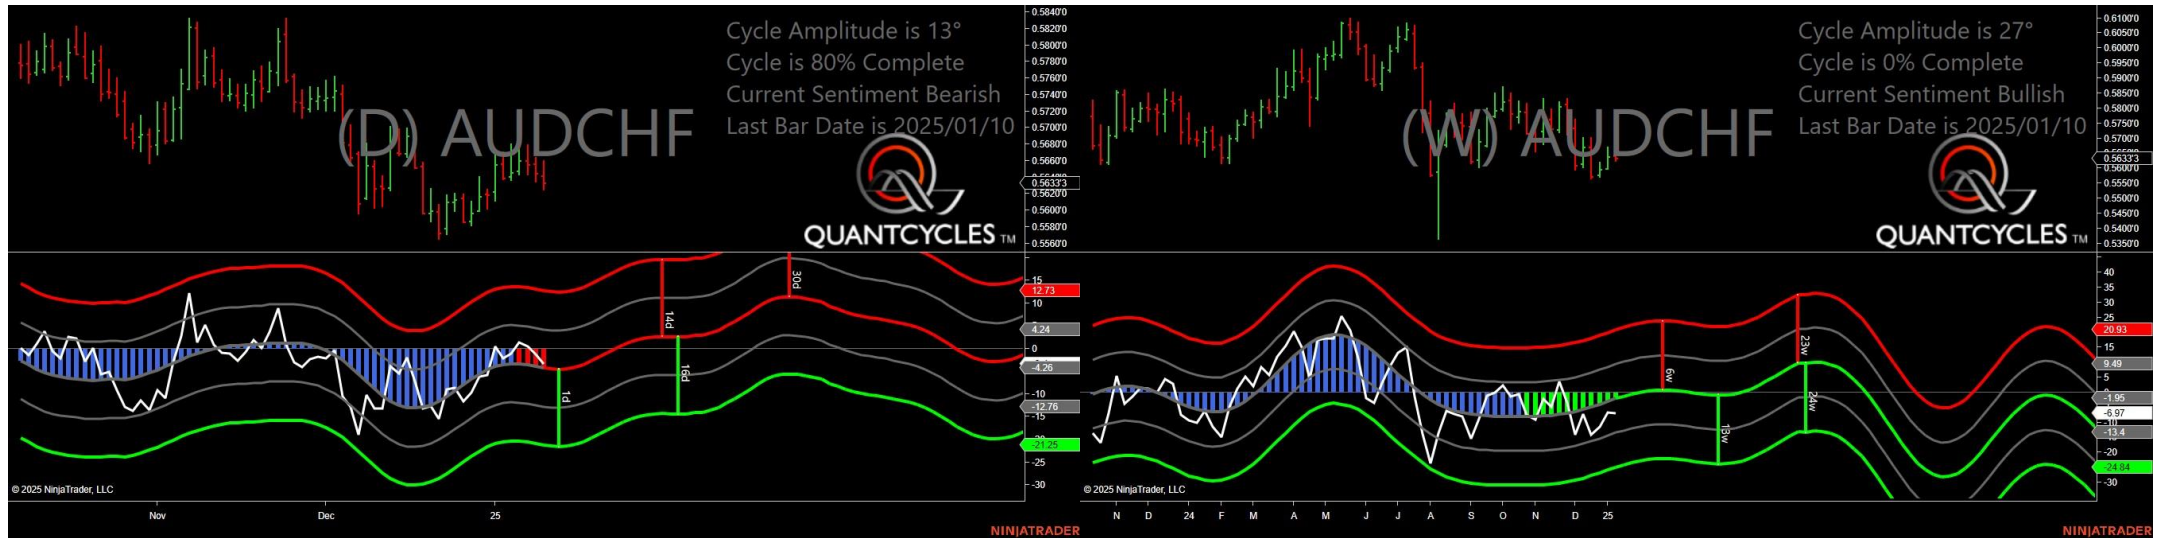 Cycle Amplitude is 13°
Cycle is 80% Complete
Current Sentiment Bearish
Last Bar Date is 2025/01/10
(D) AUDCHF
QUANTCYCLES TM
0.5840'0
0.5820'0
0.5800'0
0.5780'0
0.5760'0
0.5740'0
0.5720'0
0.5700'0
0.5680'0
0.5660'0
0.5633'3
0.5620'0
0.5600'0
0.5580'0
0.5560'0
15
12.73
10
4.24
0
-4.26
-10
-12.76
-15
-21.25
-25
-30
1d
14d
16d
30d
© 2025 NinjaTrader, LLC
Nov
Dec
25
NINJATRADER
Cycle Amplitude is 27°
Cycle is 0% Complete
Current Sentiment Bullish
Last Bar Date is 2025/01/10
(W) AUDCHF
QUANTCYCLES TM
0.6100'0
0.6050'0
0.6000'0
0.5950'0
0.5900'0
0.5850'0
0.5800'0
0.5750'0
0.5700'0
0.5633'3
0.5600'0
0.5550'0
0.5500'0
0.5450'0
0.5400'0
0.5350'0
40
35
30
25
20.93
15
9.49
5
-1.95
-6.97
-13.4
-20
-24.84
-30
6w
13w
23w
24w
© 2025 NinjaTrader, LLC
N D 24 F M A M J J A S O N D 25
NINJATRADER